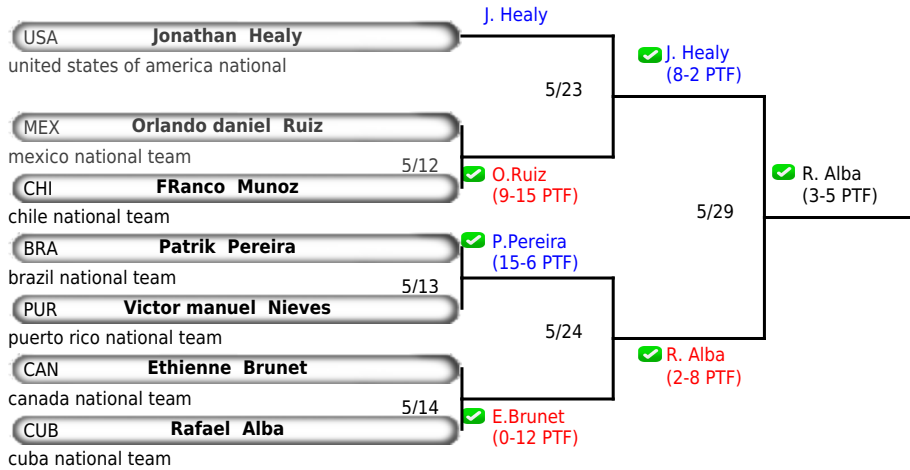 J. Healy
USA Jonathan Healy
united states of america national
J. Healy
(8-2 PTF)
5/23
MEX Orlando daniel Ruiz
mexico national team
5/12
O.Ruiz
(9-15 PTF)
CHI FRanco Munoz
chile national team
R. Alba
(3-5 PTF)
5/29
BRA Patrik Pereira
brazil national team
P.Pereira
(15-6 PTF)
5/13
PUR Victor manuel Nieves
puerto rico national team
5/24
CAN Ethienne Brunet
canada national team
R. Alba
(2-8 PTF)
5/14
E.Brunet
(0-12 PTF)
CUB Rafael Alba
cuba national team